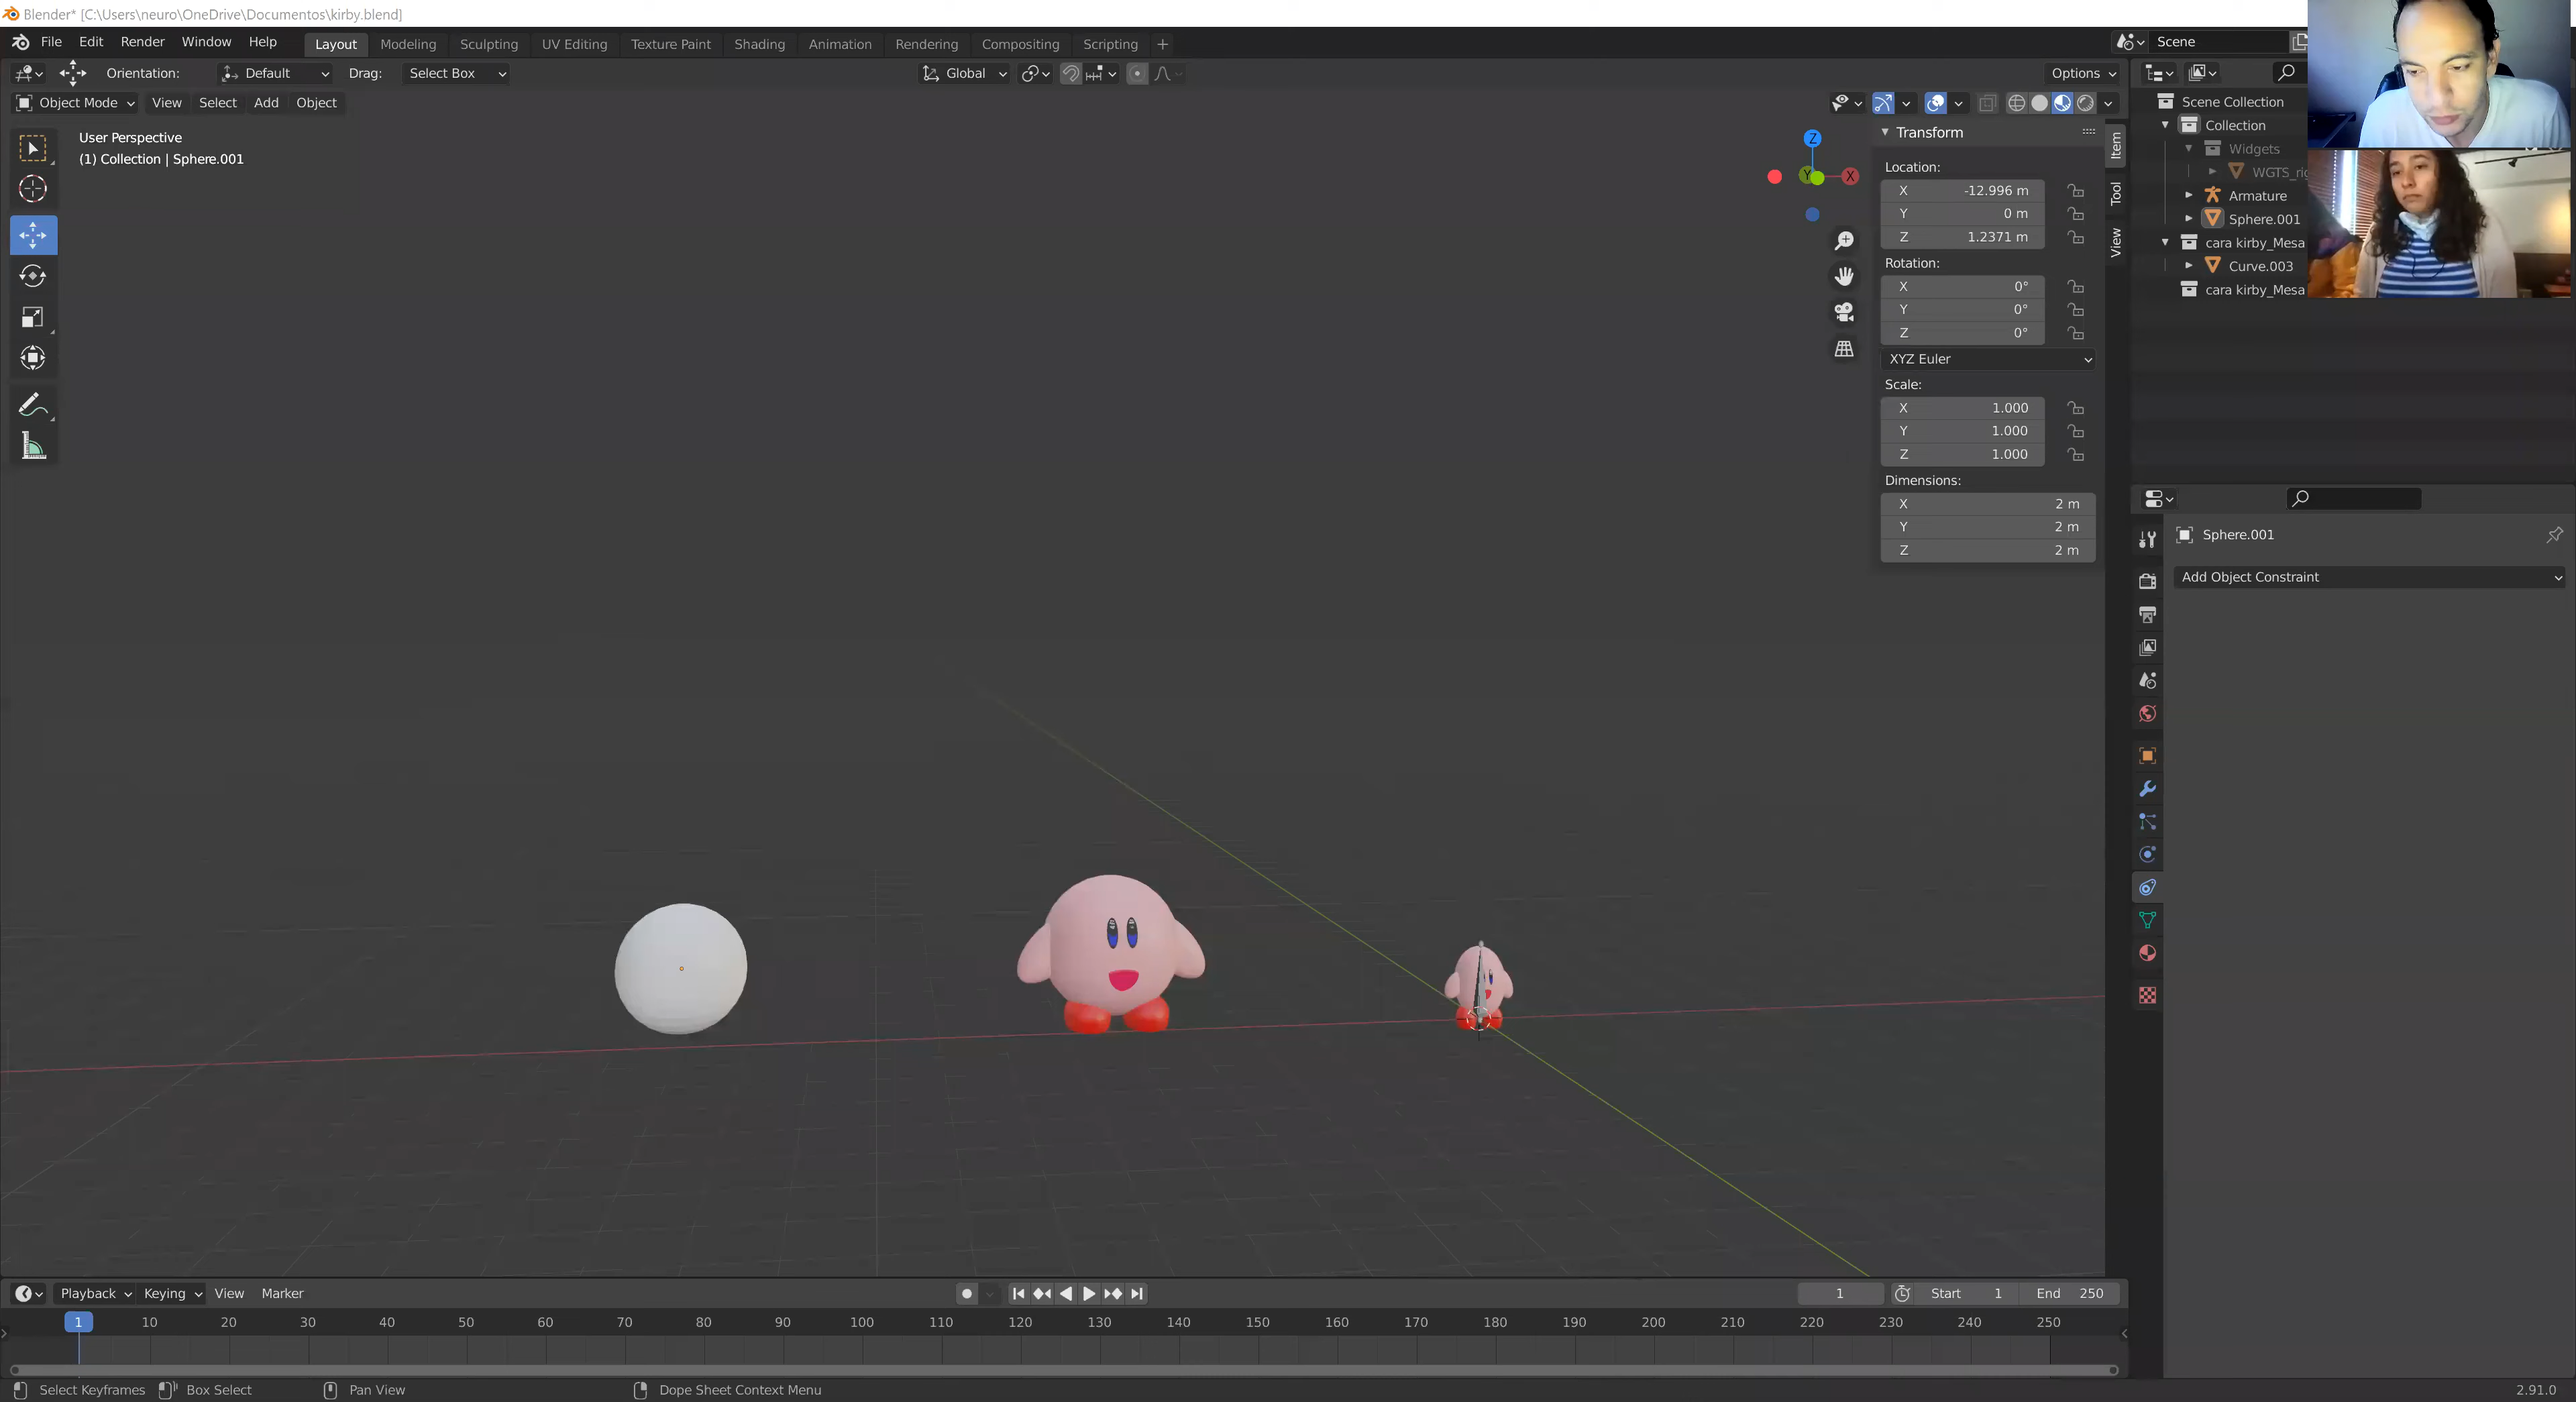 Blender* [C:\Users\neuro\OneDrive\Documentos\kirby.blend]
File Edit Render Window Help Layout Modeling Sculpting UV Editing Texture Paint Shading Animation Rendering Compositing Scripting + Scene
Orientation: Default Drag: Select Box Global Options
Object Mode View Select Add Object
User Perspective
(1) Collection | Sphere.001
Z
Y
X
Transform
Location:
X -12.996 m
Y 0 m
Z 1.2371 m
Rotation:
X 0°
Y 0°
Z 0°
XYZ Euler
Scale:
X 1.000
Y 1.000
Z 1.000
Dimensions:
X 2 m
Y 2 m
Z 2 m
Item
Tool
View
Scene Collection
Collection
Widgets
WGTS_rig
Armature
Sphere.001
cara kirby_Mesa
Curve.003
cara kirby_Mesa
Sphere.001
Add Object Constraint
Playback Keying View Marker 1 Start 1 End 250
1 10 20 30 40 50 60 70 80 90 100 110 120 130 140 150 160 170 180 190 200 210 220 230 240 250
Select Keyframes Box Select Pan View Dope Sheet Context Menu 2.91.0